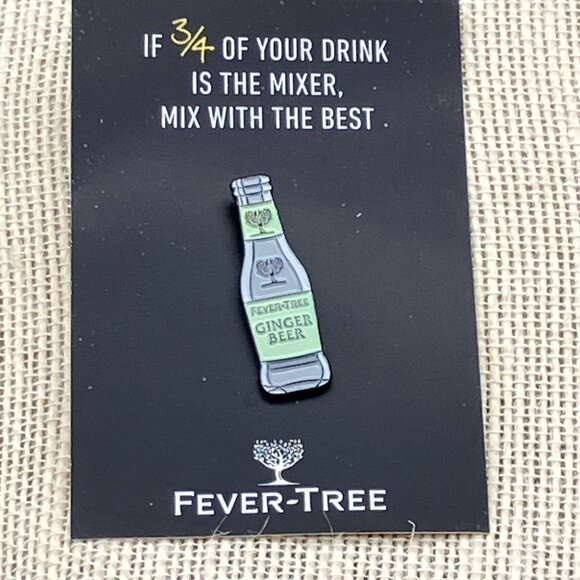 IF 3/4 OF YOUR DRINK
IS THE MIXER,
MIX WITH THE BEST
FEVER-TREE
GINGER
BEER
FEVER-TREE